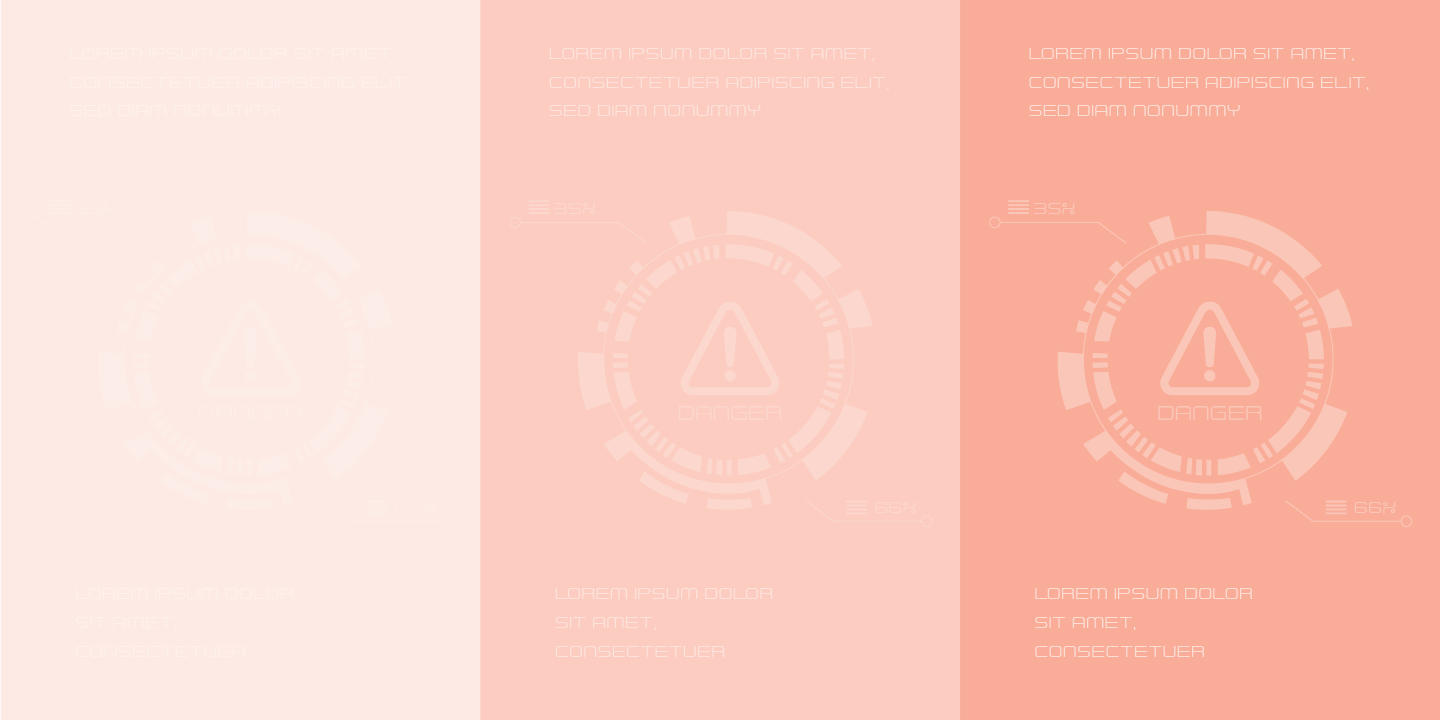 LOREM IPSUM DOLOR SIT AMET,
CONSECTETUER ADIPISCING ELIT,
SED DIAM NONUMMY
DANGER
LOREM IPSUM DOLOR
SIT AMET,
CONSECTETUER
LOREM IPSUM DOLOR SIT AMET,
CONSECTETUER ADIPISCING ELIT,
SED DIAM NONUMMY
35%
DANGER
66%
LOREM IPSUM DOLOR
SIT AMET,
CONSECTETUER
LOREM IPSUM DOLOR SIT AMET,
CONSECTETUER ADIPISCING ELIT,
SED DIAM NONUMMY
35%
DANGER
66%
LOREM IPSUM DOLOR
SIT AMET,
CONSECTETUER